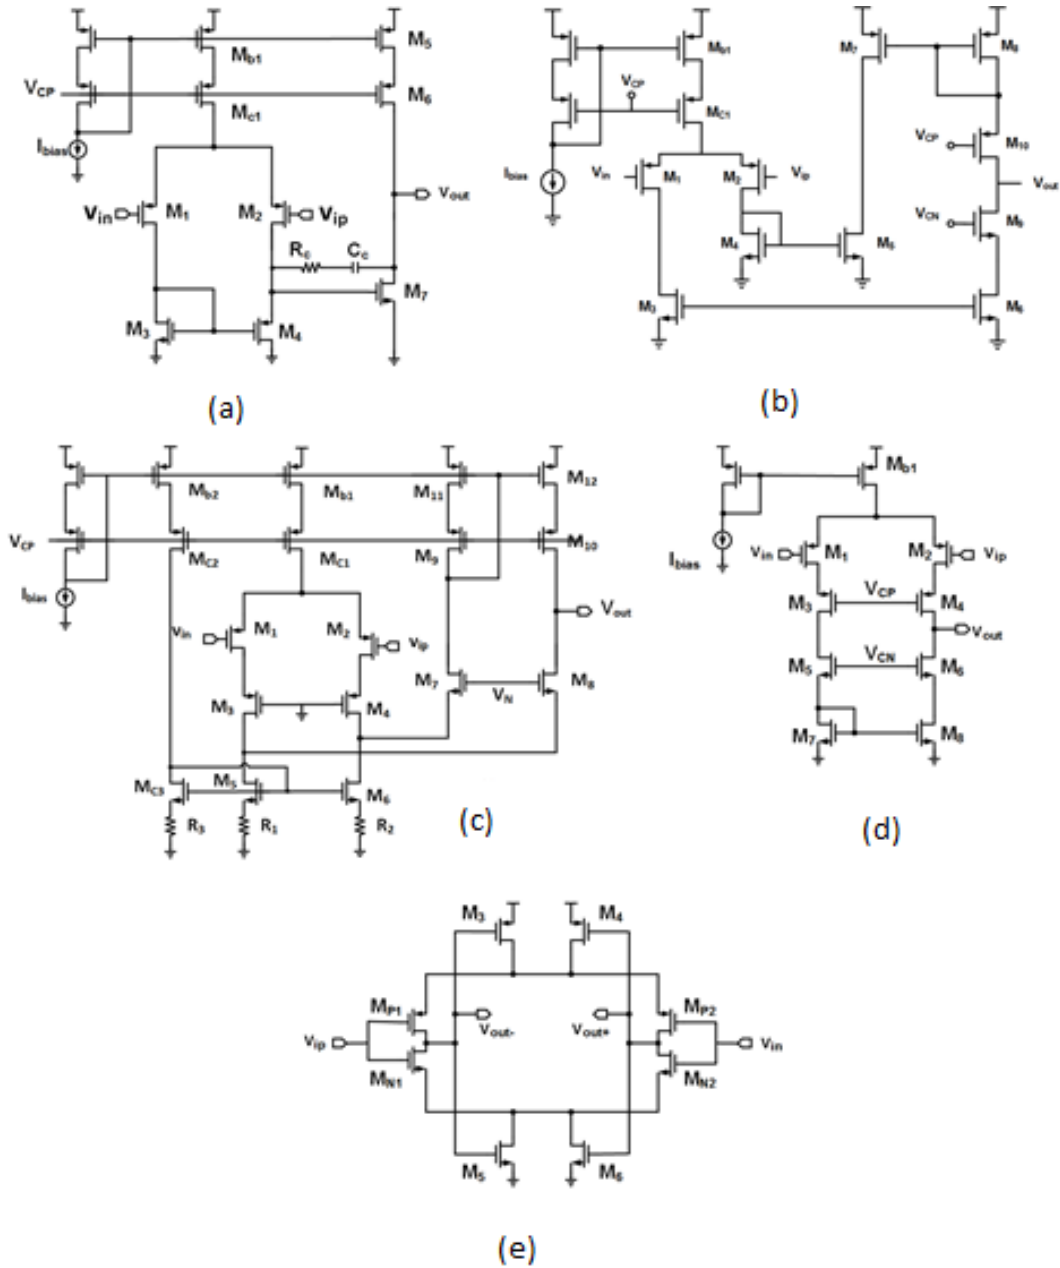 M5
Mb1
VCP
M6
Mc1
Ibias
Vout
Vin
M1
M2
Vip
Rc
Cc
M7
M3
M4
(a)
Mb1
M7
M8
VCP
MC1
VCP
M10
Ibias
Vin
M1
M2
Vip
Vout
VCN
M9
M4
M5
M3
M6
(b)
Mb2
Mb1
M11
M12
VCP
MC2
MC1
M9
M10
Ibias
Vout
vin
M1
M2
vip
M7
VN
M8
M3
M4
MC3
M5
M6
R3
R1
R2
(c)
Mb1
Vin
M1
M2
Vip
Ibias
M3
VCP
M4
Vout
M5
VCN
M6
M7
M8
(d)
M3
M4
MP1
MP2
Vip
Vout-
Vout+
Vin
MN1
MN2
M5
M6
(e)